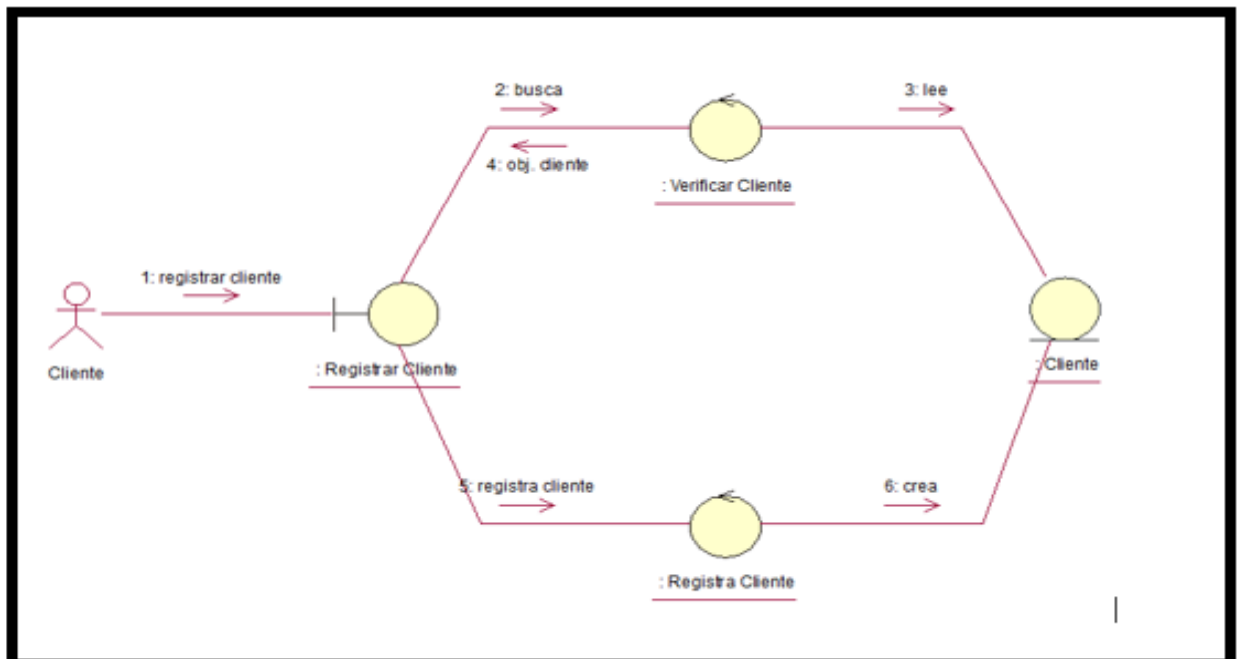 2: busca
3: lee
4: obj. cliente
: Verificar Cliente
1: registrar cliente
Cliente
: Registrar Cliente
: Cliente
5: registra cliente
6: crea
: Registra Cliente